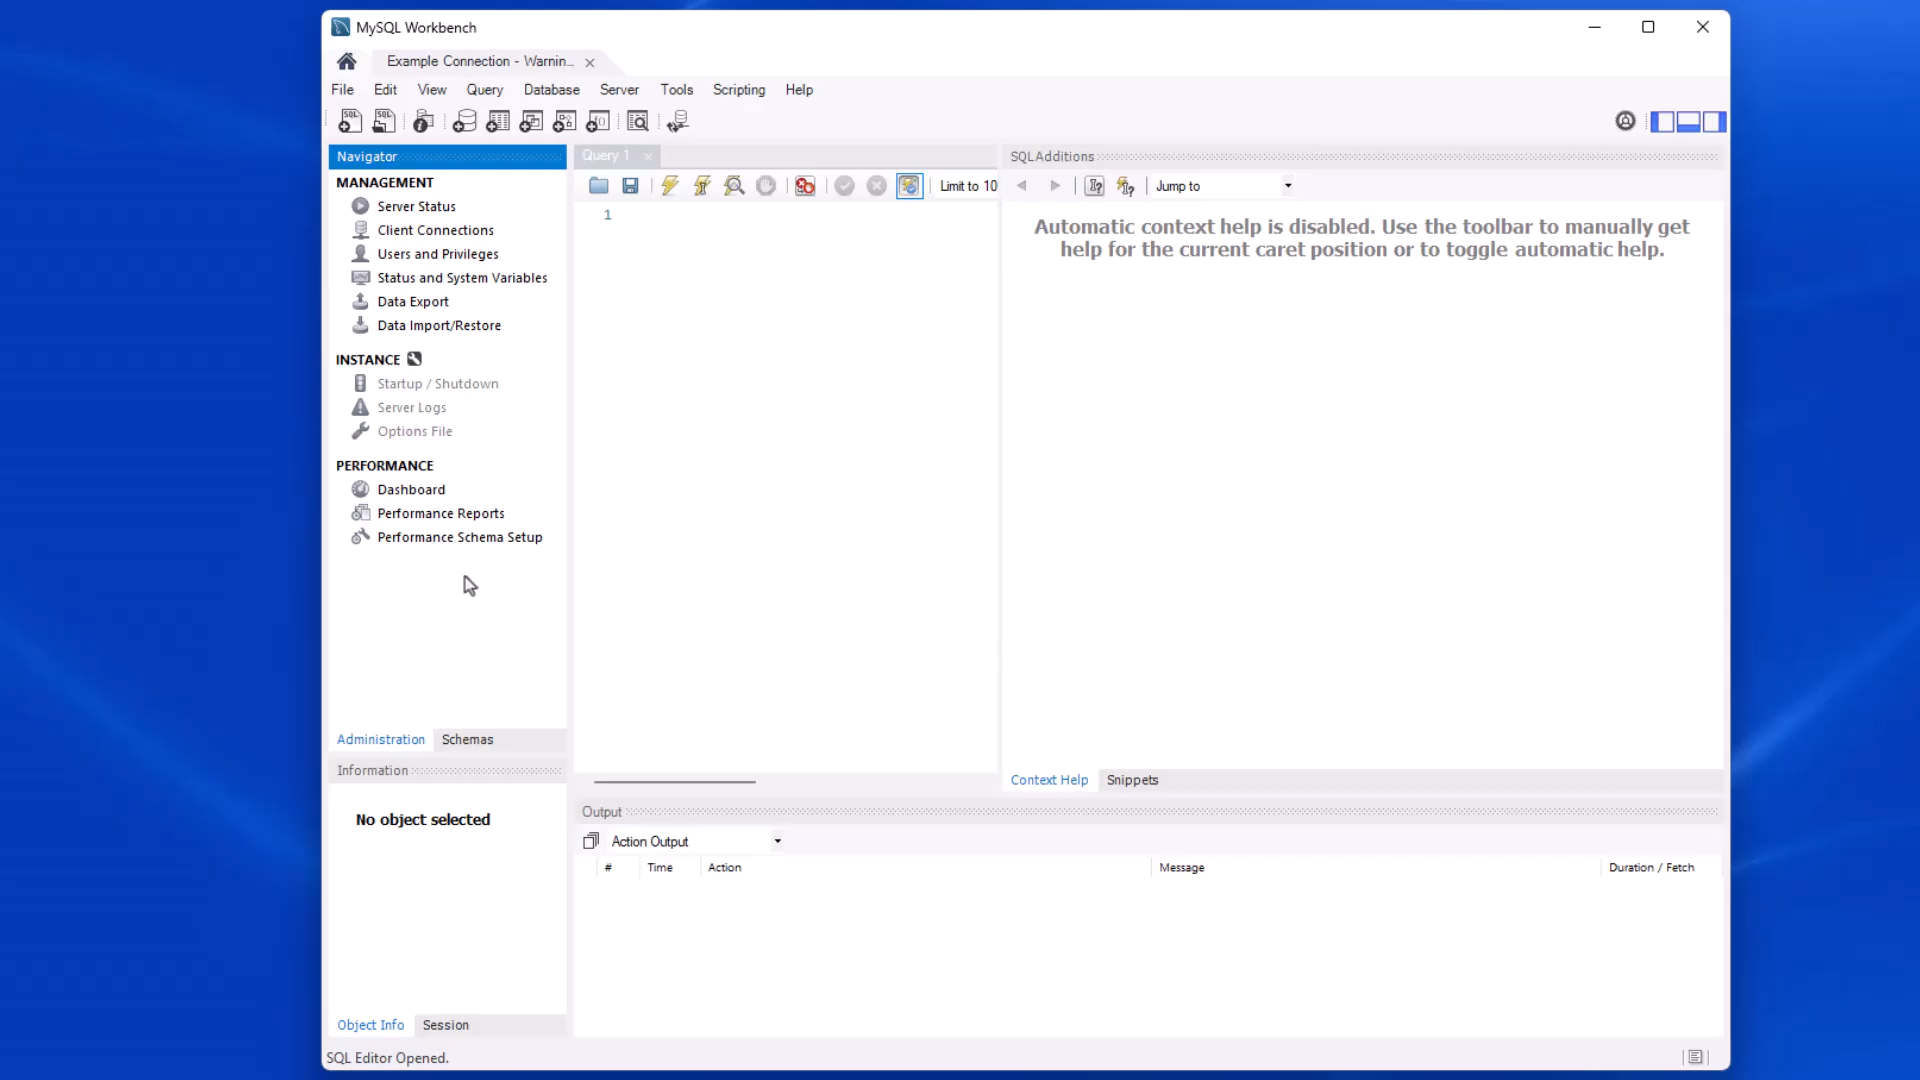 MySQL Workbench
Example Connection - Warnin...
File Edit View Query Database Server Tools Scripting Help
SQL SQL
Navigator
MANAGEMENT
Server Status
Client Connections
Users and Privileges
Status and System Variables
Data Export
Data Import/Restore
INSTANCE
Startup / Shutdown
Server Logs
Options File
PERFORMANCE
Dashboard
Performance Reports
Performance Schema Setup
Administration Schemas
Information
No object selected
Object Info Session
Query 1
Limit to 10
1
SQLAdditions
Jump to
Automatic context help is disabled. Use the toolbar to manually get
help for the current caret position or to toggle automatic help.
Context Help Snippets
Output
Action Output
# Time Action Message Duration / Fetch
SQL Editor Opened.